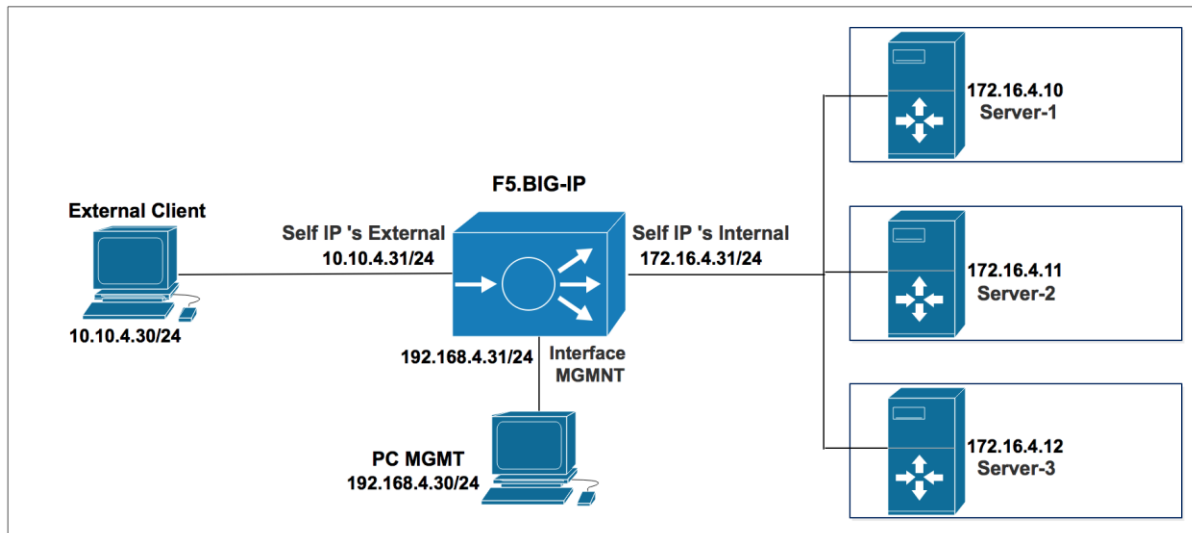 F5.BIG-IP
External Client
10.10.4.30/24
Self IP 's External
10.10.4.31/24
Self IP 's Internal
172.16.4.31/24
192.168.4.31/24
Interface
MGMNT
PC MGMT
192.168.4.30/24
172.16.4.10
Server-1
172.16.4.11
Server-2
172.16.4.12
Server-3